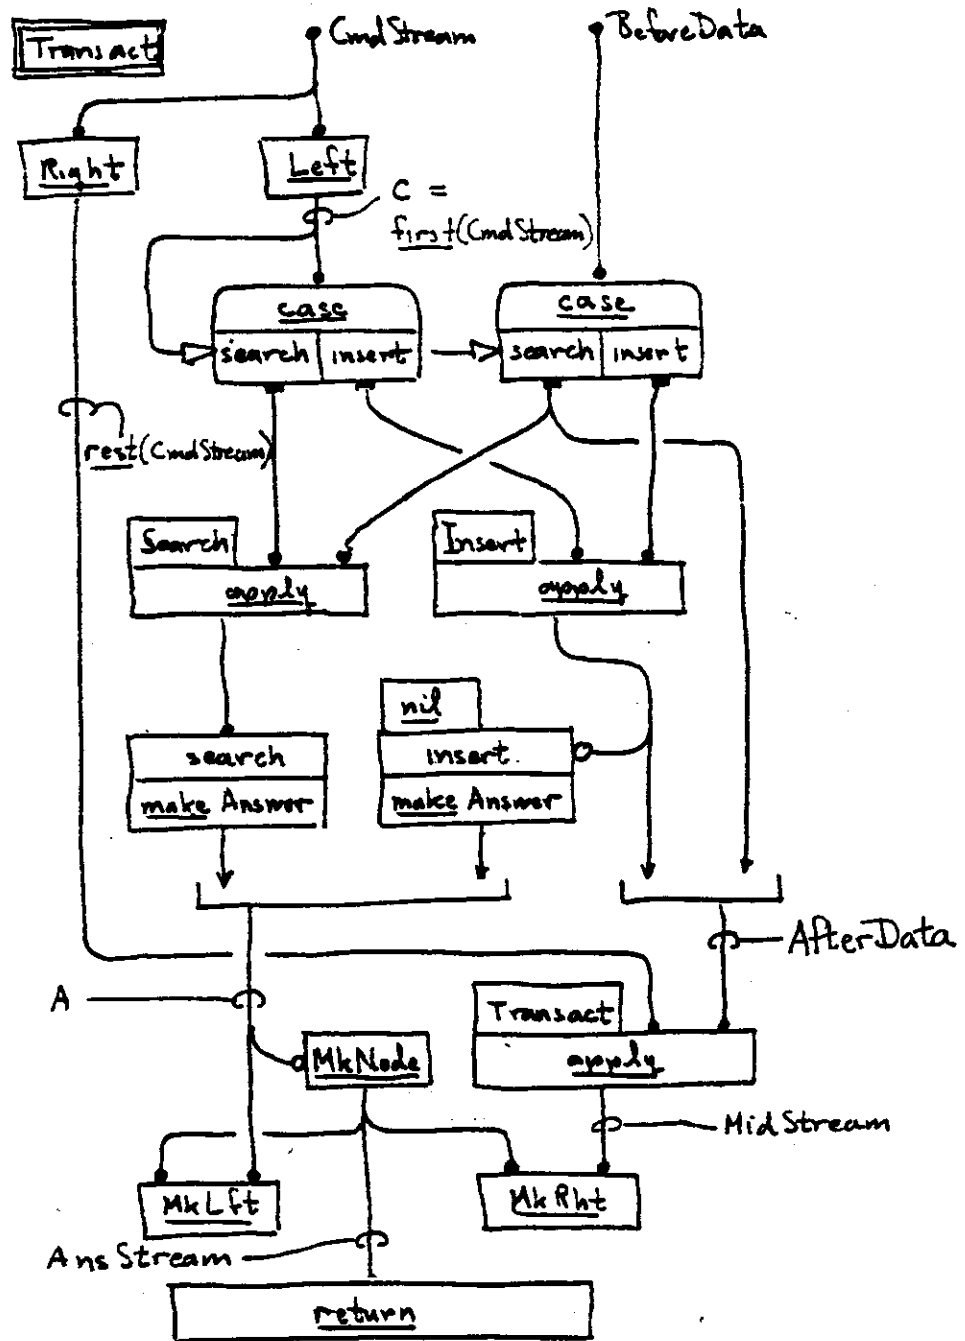 Transact
CmdStream
BeforeData
Right
Left
C =
first(CmdStream)
case
search insert
case
search insert
rest(CmdStream)
Search
apply
Insert
apply
search
make Answer
nil
insert.
make Answer
AfterData
A
Transact
apply
MkNode
MidStream
MkLft
MkRht
AnsStream
return